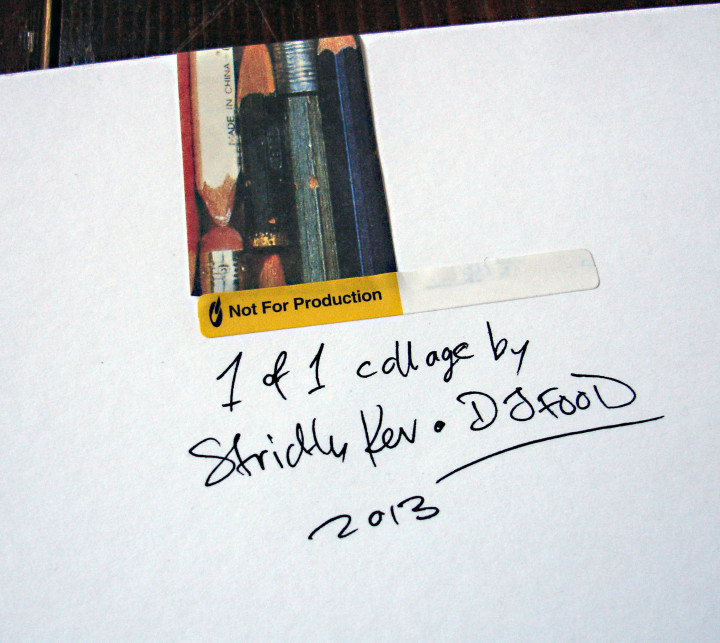 MADE IN CHINA
Not For Production
1 of 1 collage by
Strictly Kev • DJ FOOD
2013